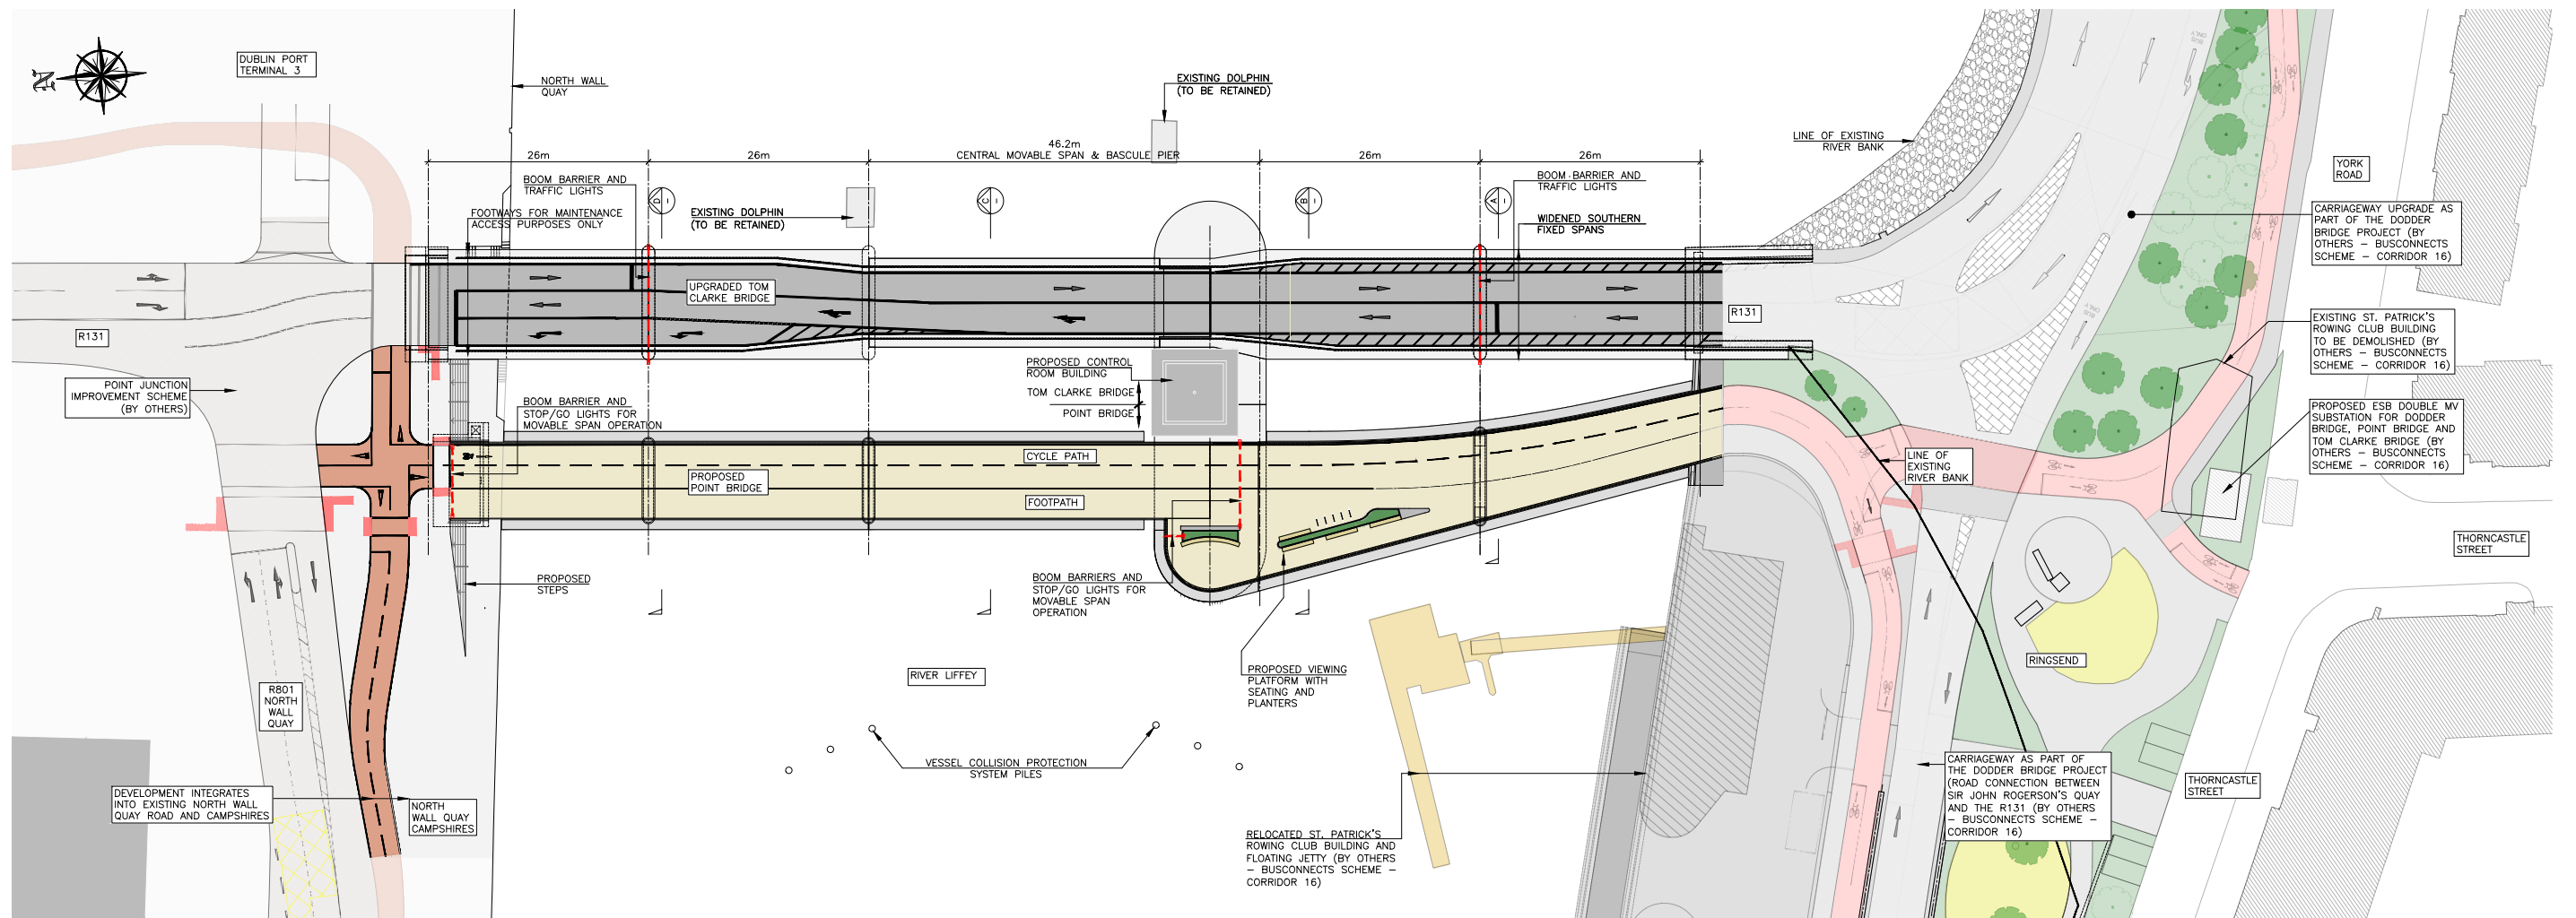 N
DUBLIN PORT
TERMINAL 3
NORTH WALL
QUAY
EXISTING DOLPHIN
(TO BE RETAINED)
26m
26m
46.2m
CENTRAL MOVABLE SPAN & BASCULE PIER
26m
26m
LINE OF EXISTING
RIVER BANK
BUS
ONLY
YORK
ROAD
BOOM BARRIER AND
TRAFFIC LIGHTS
FOOTWAYS FOR MAINTENANCE
ACCESS PURPOSES ONLY
D
-
EXISTING DOLPHIN
(TO BE RETAINED)
C
-
B
-
A
-
BOOM BARRIER AND
TRAFFIC LIGHTS
WIDENED SOUTHERN
FIXED SPANS
CARRIAGEWAY UPGRADE AS
PART OF THE DODDER
BRIDGE PROJECT (BY
OTHERS – BUSCONNECTS
SCHEME – CORRIDOR 16)
UPGRADED TOM
CLARKE BRIDGE
R131
R131
BUS
ONLY
EXISTING ST. PATRICK'S
ROWING CLUB BUILDING
TO BE DEMOLISHED (BY
OTHERS – BUSCONNECTS
SCHEME – CORRIDOR 16)
POINT JUNCTION
IMPROVEMENT SCHEME
(BY OTHERS)
PROPOSED CONTROL
ROOM BUILDING
TOM CLARKE BRIDGE
POINT BRIDGE
BOOM BARRIER AND
STOP/GO LIGHTS FOR
MOVABLE SPAN OPERATION
PROPOSED ESB DOUBLE MV
SUBSTATION FOR DODDER
BRIDGE, POINT BRIDGE AND
TOM CLARKE BRIDGE (BY
OTHERS – BUSCONNECTS
SCHEME – CORRIDOR 16)
CYCLE PATH
PROPOSED
POINT BRIDGE
FOOTPATH
LINE OF
EXISTING
RIVER BANK
THORNCASTLE
STREET
PROPOSED
STEPS
BOOM BARRIERS AND
STOP/GO LIGHTS FOR
MOVABLE SPAN
OPERATION
RIVER LIFFEY
PROPOSED VIEWING
PLATFORM WITH
SEATING AND
PLANTERS
RINGSEND
R801
NORTH
WALL
QUAY
VESSEL COLLISION PROTECTION
SYSTEM PILES
DEVELOPMENT INTEGRATES
INTO EXISTING NORTH WALL
QUAY ROAD AND CAMPSHIRES
NORTH
WALL QUAY
CAMPSHIRES
CARRIAGEWAY AS PART OF
THE DODDER BRIDGE PROJECT
(ROAD CONNECTION BETWEEN
SIR JOHN ROGERSON'S QUAY
AND THE R131 (BY OTHERS
– BUSCONNECTS SCHEME –
CORRIDOR 16)
THORNCASTLE
STREET
RELOCATED ST. PATRICK'S
ROWING CLUB BUILDING AND
FLOATING JETTY (BY OTHERS
– BUSCONNECTS SCHEME –
CORRIDOR 16)